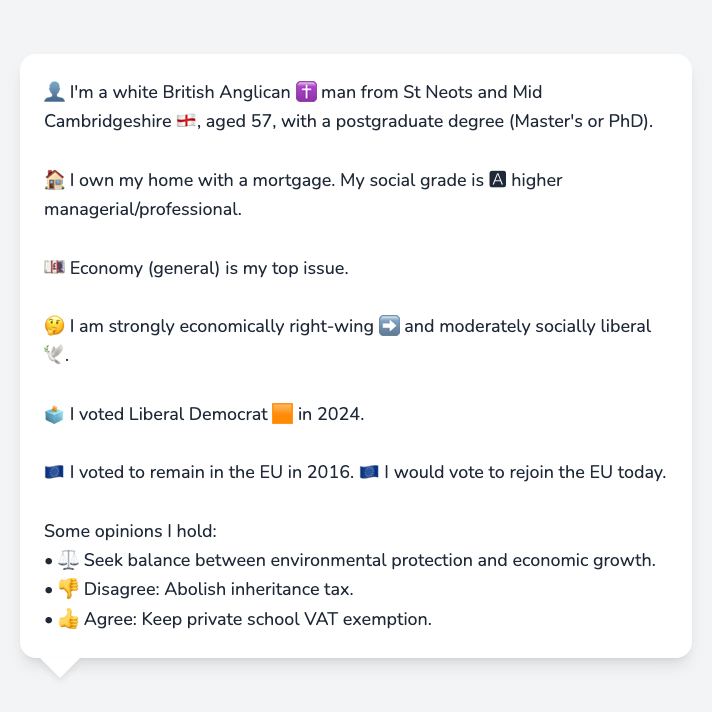 👤 I'm a white British Anglican ✝️ man from St Neots and Mid
Cambridgeshire 🏴󠁧󠁢󠁥󠁮󠁧󠁿, aged 57, with a postgraduate degree (Master's or PhD).
🏠 I own my home with a mortgage. My social grade is 🅰 higher
managerial/professional.
💷 Economy (general) is my top issue.
🤔 I am strongly economically right-wing ➡️ and moderately socially liberal
🕊️.
🗳️ I voted Liberal Democrat 🟧 in 2024.
🇪🇺 I voted to remain in the EU in 2016. 🇪🇺 I would vote to rejoin the EU today.
Some opinions I hold:
• ⚖️ Seek balance between environmental protection and economic growth.
• 👎 Disagree: Abolish inheritance tax.
• 👍 Agree: Keep private school VAT exemption.